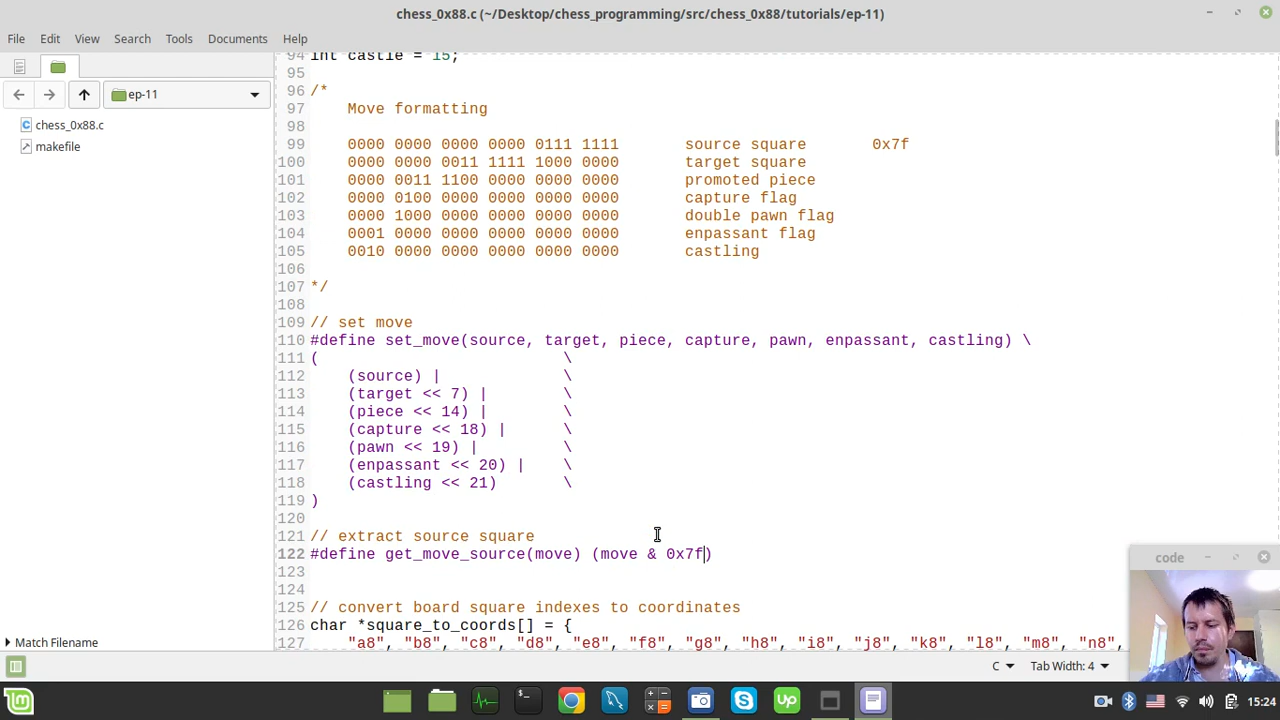 chess_0x88.c (~/Desktop/chess_programming/src/chess_0x88/tutorials/ep-11)
File Edit View Search Tools Documents Help
ep-11
chess_0x88.c
makefile
Match Filename
94 int castle = 15;
95
96 /*
97 Move formatting
98
99 0000 0000 0000 0000 0111 1111 source square 0x7f
100 0000 0000 0011 1111 1000 0000 target square
101 0000 0011 1100 0000 0000 0000 promoted piece
102 0000 0100 0000 0000 0000 0000 capture flag
103 0000 1000 0000 0000 0000 0000 double pawn flag
104 0001 0000 0000 0000 0000 0000 enpassant flag
105 0010 0000 0000 0000 0000 0000 castling
106
107 */
108
109 // set move
110 #define set_move(source, target, piece, capture, pawn, enpassant, castling) \
111 ( \
112 (source) | \
113 (target << 7) | \
114 (piece << 14) | \
115 (capture << 18) | \
116 (pawn << 19) | \
117 (enpassant << 20) | \
118 (castling << 21) \
119 )
120
121 // extract source square
122 #define get_move_source(move) (move & 0x7f)
123
124
125 // convert board square indexes to coordinates
126 char *square_to_coords[] = {
127 "a8", "b8", "c8", "d8", "e8", "f8", "g8", "h8", "i8", "j8", "k8", "l8", "m8", "n8",
code
C Tab Width: 4
15:24